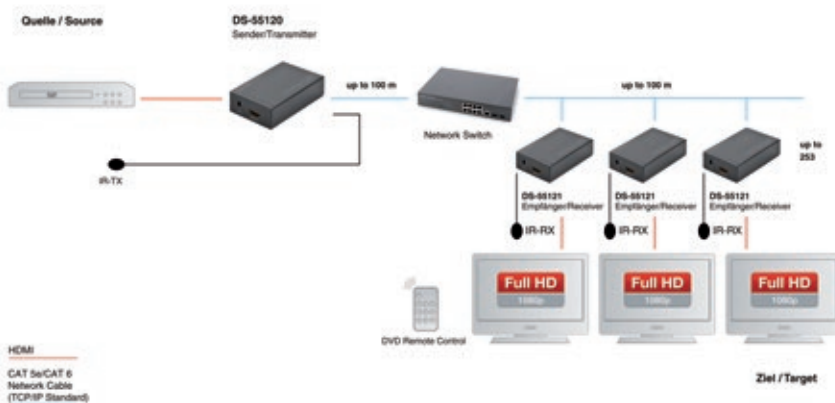 Quelle / Source
DS-55120
Sender/Transmitter
up to 100 m
up to 100 m
Network Switch
up to
253
IR-TX
DS-55121
Empfänger/Receiver
DS-55121
Empfänger/Receiver
DS-55121
Empfänger/Receiver
IR-RX
IR-RX
IR-RX
Full HD
1080p
Full HD
1080p
Full HD
1080p
DVD Remote Control
HDMI
CAT 5e/CAT 6
Network Cable
(TCP/IP Standard)
Ziel / Target